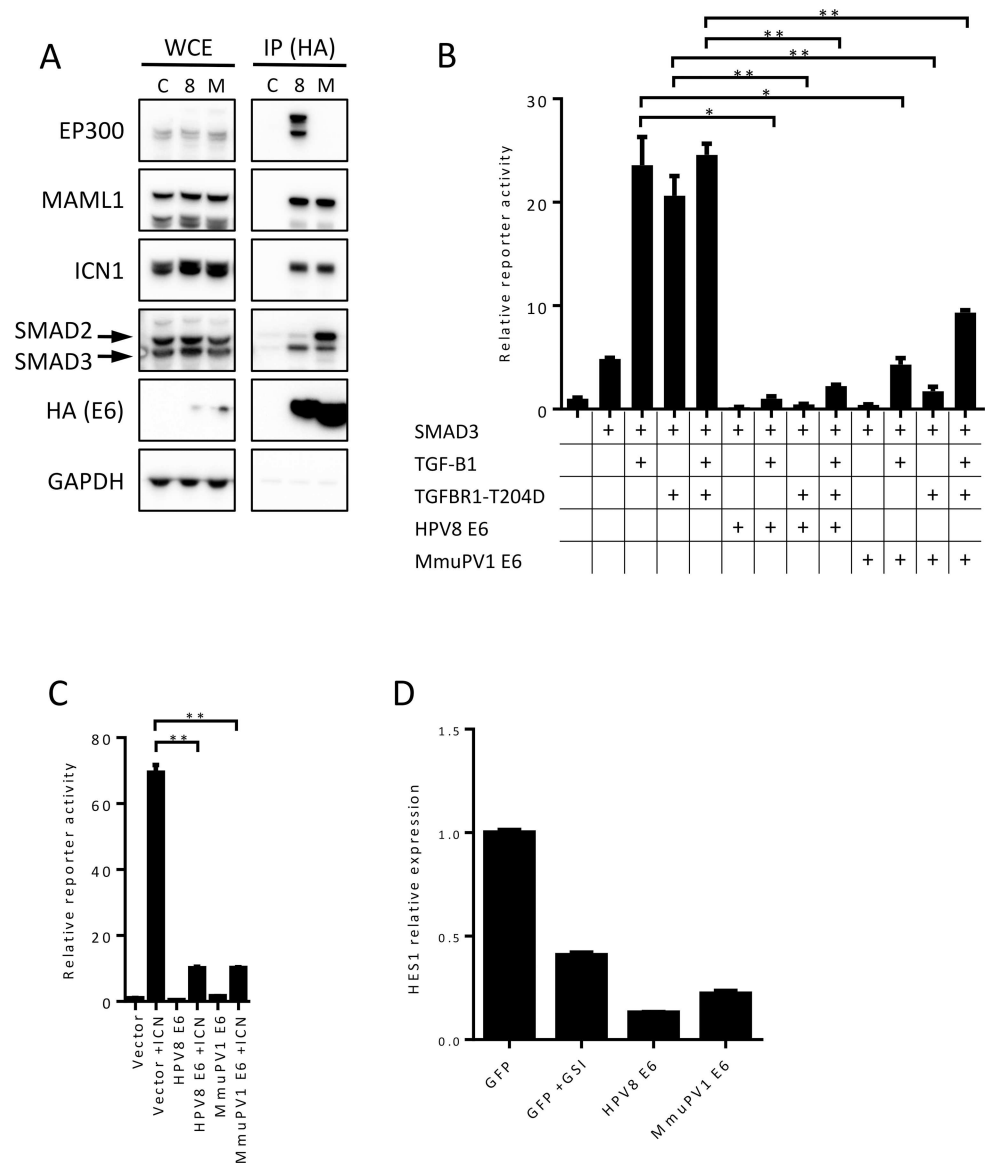 A
WCE IP (HA)
C 8 M C 8 M
EP300
MAML1
ICN1
SMAD2
SMAD3
HA (E6)
GAPDH
B
**
**
**
**
*
*
Relative reporter activity
30
20
10
0
SMAD3 + + + + + + + + + + + +
TGF-B1 + + + + + +
TGFBR1-T204D + + + + + +
HPV8 E6 + + + +
MmuPV1 E6 + + + +
C
**
**
Relative reporter activity
80
60
40
20
0
Vector
Vector +ICN
HPV8 E6
HPV8 E6 +ICN
MmuPV1 E6
MmuPV1 E6 +ICN
D
HES1 relative expression
1.5
1.0
0.5
0.0
GFP
GFP +GSI
HPV8 E6
MmuPV1 E6